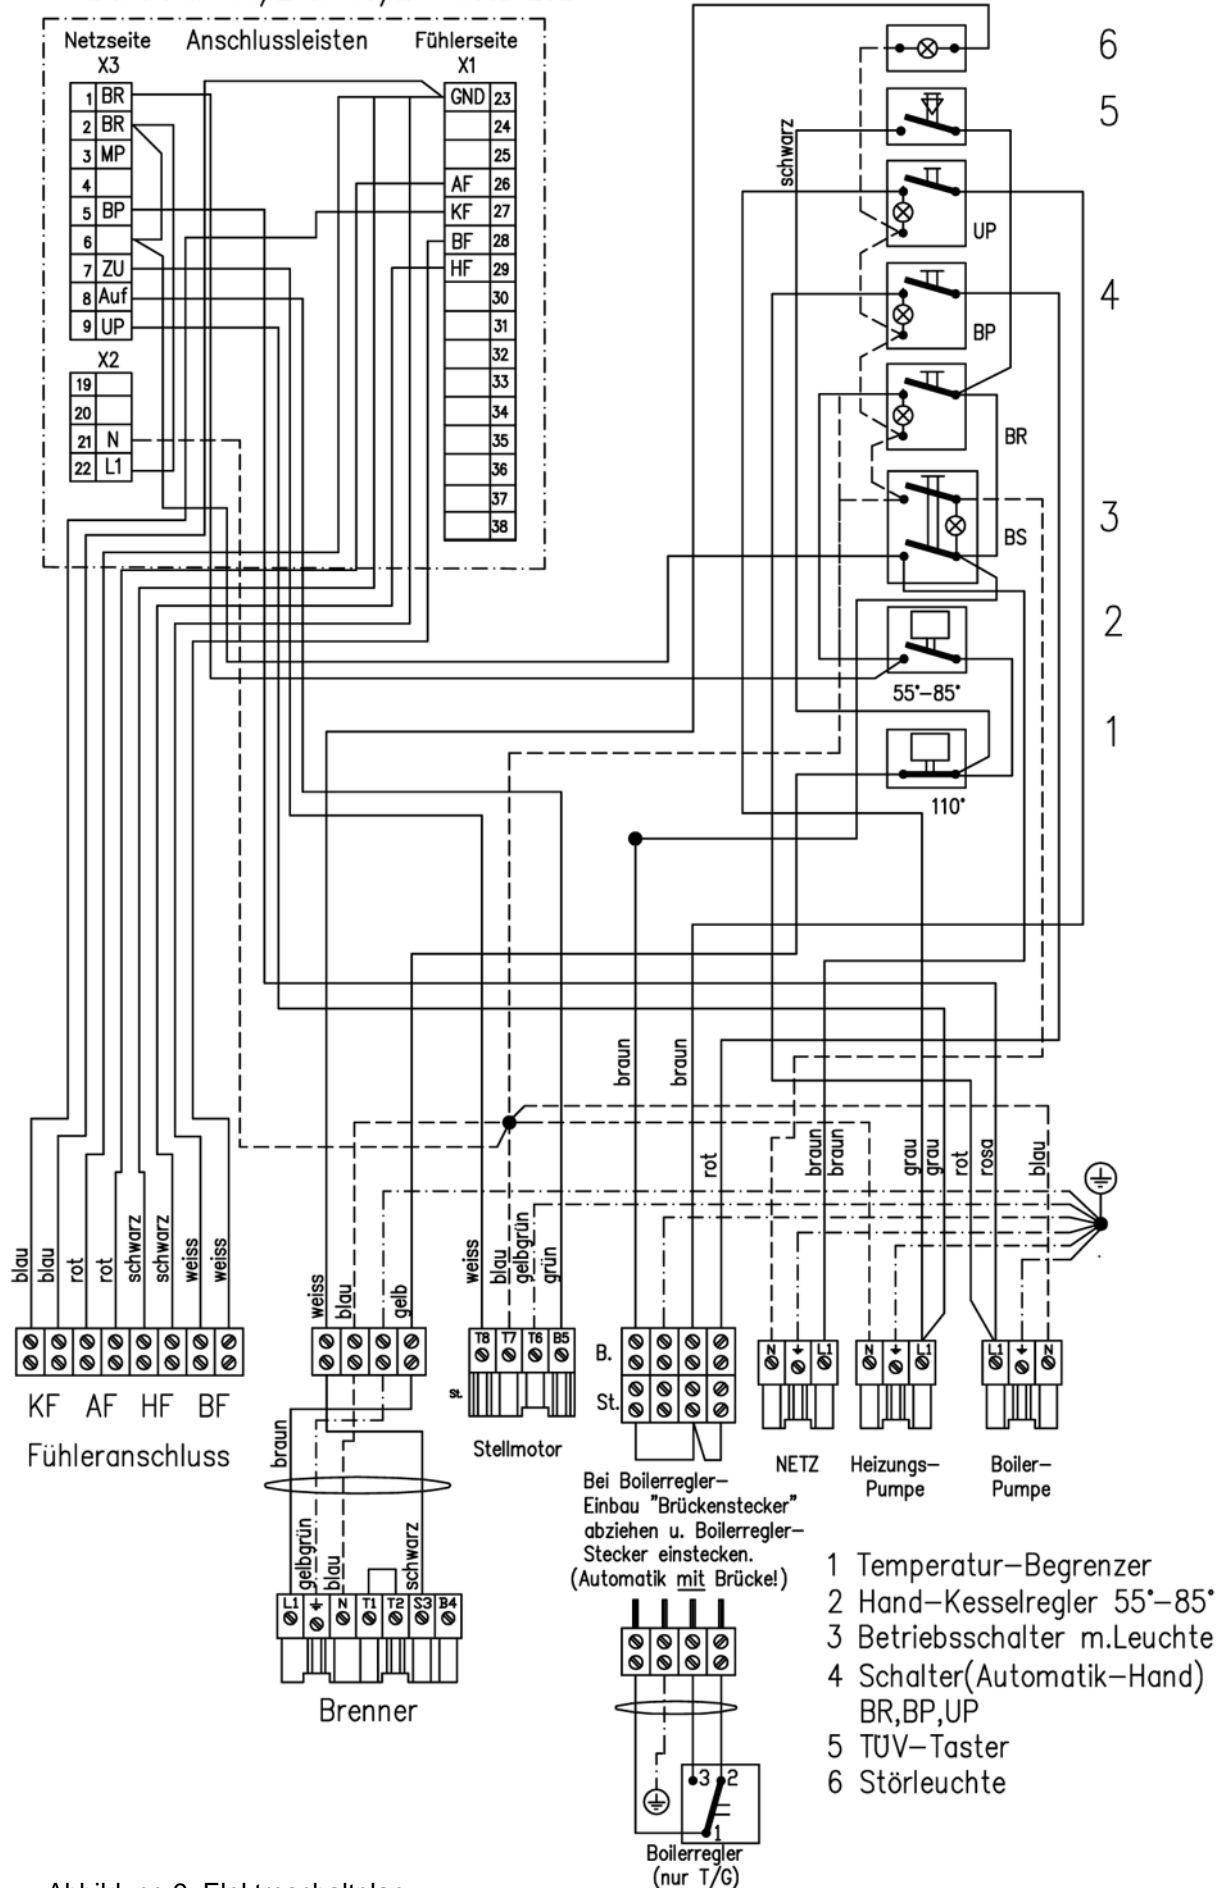 Netzseite Anschlussleisten Fühlerseite
X3 X1
1 BR
2 BR
3 MP
4
5 BP
6
7 ZU
8 Auf
9 UP
X2
19
20
21 N
22 L1
GND 23
24
25
AF 26
KF 27
BF 28
HF 29
30
31
32
33
34
35
36
37
38
6
5
schwarz
UP
4
BP
BR
3
BS
2
55°-85°
1
110°
braun
braun
rot
braun
braun
grau
grau
rot
rosa
blau
blau
blau
rot
rot
schwarz
schwarz
weiss
weiss
weiss
blau
gelb
weiss
blau
gelbgrün
grün
KF AF HF BF
Fühleranschluss
T8 T7 T6 B5
St.
Stellmotor
B.
St.
N L1
NETZ
N L1
Heizungs-
Pumpe
L1 N
Boiler-
Pumpe
braun
gelbgrün
blau
schwarz
L1 N T1 T2 S3 B4
Brenner
Bei Boilerregler-
Einbau "Brückenstecker"
abziehen u. Boilerregler-
Stecker einstecken.
(Automatik mit Brücke!)
3 2
1
Boilerregler
(nur T/G)
1 Temperatur-Begrenzer
2 Hand-Kesselregler 55°-85°
3 Betriebsschalter m.Leuchte
4 Schalter(Automatik-Hand)
BR,BP,UP
5 TÜV-Taster
6 Störleuchte